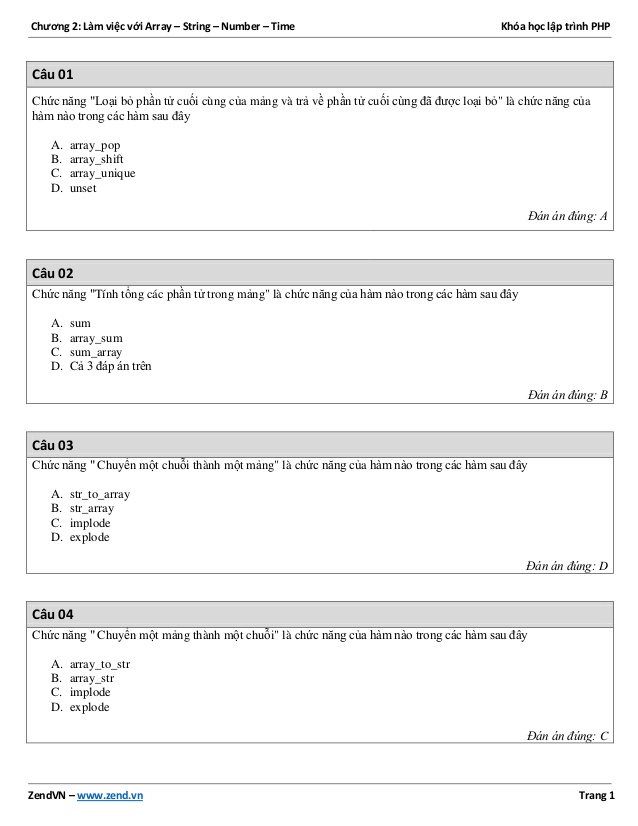 Chương 2: Làm việc với Array – String – Number – Time Khóa học lập trình PHP
Câu 01
Chức năng "Loại bỏ phần tử cuối cùng của mảng và trả về phần tử cuối cùng đã được loại bỏ" là chức năng của
hàm nào trong các hàm sau đây
A. array_pop
B. array_shift
C. array_unique
D. unset
Đán án đúng: A
Câu 02
Chức năng "Tính tổng các phần tử trong mảng" là chức năng của hàm nào trong các hàm sau đây
A. sum
B. array_sum
C. sum_array
D. Cả 3 đáp án trên
Đán án đúng: B
Câu 03
Chức năng " Chuyển một chuỗi thành một mảng" là chức năng của hàm nào trong các hàm sau đây
A. str_to_array
B. str_array
C. implode
D. explode
Đán án đúng: D
Câu 04
Chức năng " Chuyển một mảng thành một chuỗi" là chức năng của hàm nào trong các hàm sau đây
A. array_to_str
B. array_str
C. implode
D. explode
Đán án đúng: C
ZendVN – www.zend.vn Trang 1